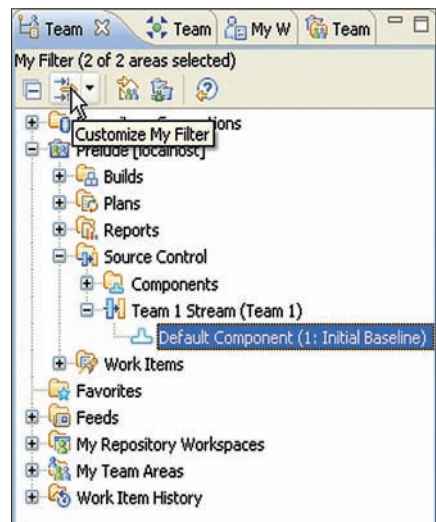 Team
Team
My W
Team
My Filter (2 of 2 areas selected)
Customize My Filter
ions
Prelude [localhost]
Builds
Plans
Reports
Source Control
Components
Team 1 Stream (Team 1)
Default Component (1: Initial Baseline)
Work Items
Favorites
Feeds
My Repository Workspaces
My Team Areas
Work Item History